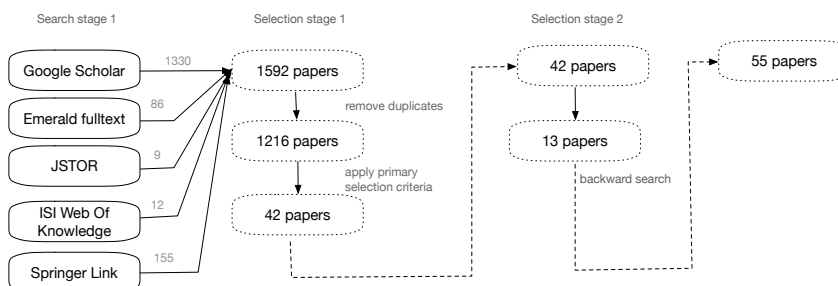 Search stage 1
Selection stage 1
Selection stage 2
Google Scholar
1330
1592 papers
42 papers
55 papers
Emerald fulltext
86
remove duplicates
1216 papers
13 papers
JSTOR
9
apply primary
selection criteria
backward search
ISI Web Of
Knowledge
12
42 papers
Springer Link
155